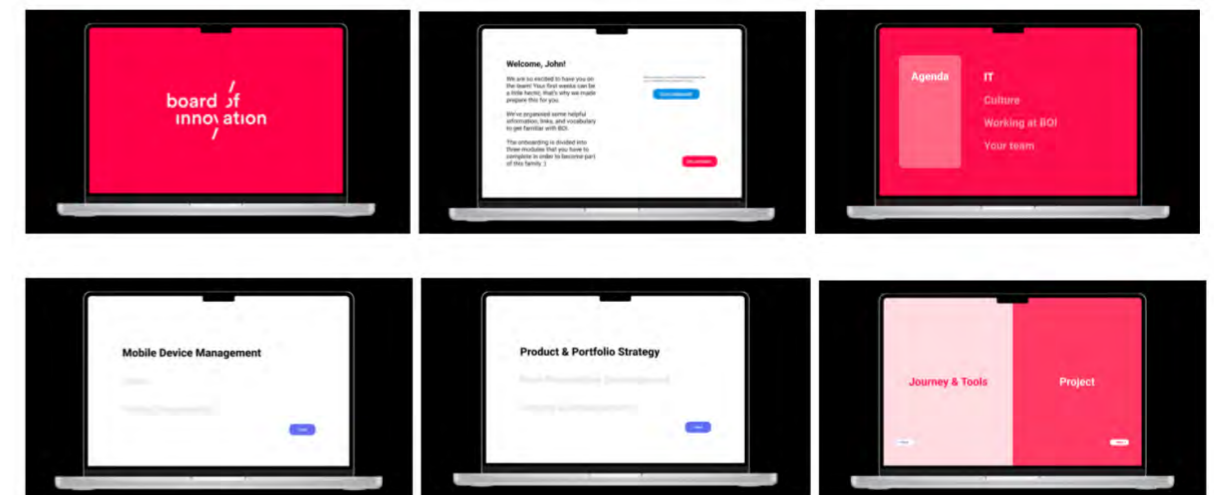 board of
innovation
Welcome, John!
We are so excited to have you on
the team! Your first weeks can be
a little hectic, that's why we made
prepare this for you.
We've organised some helpful
information, links, and vocabulary
to get familiar with BOI.
The onboarding is divided into
three modules that you have to
complete in order to become part
of this family :)
Agenda
IT
Culture
Working at BOI
Your team
Mobile Device Management
Product & Portfolio Strategy
Journey & Tools
Project